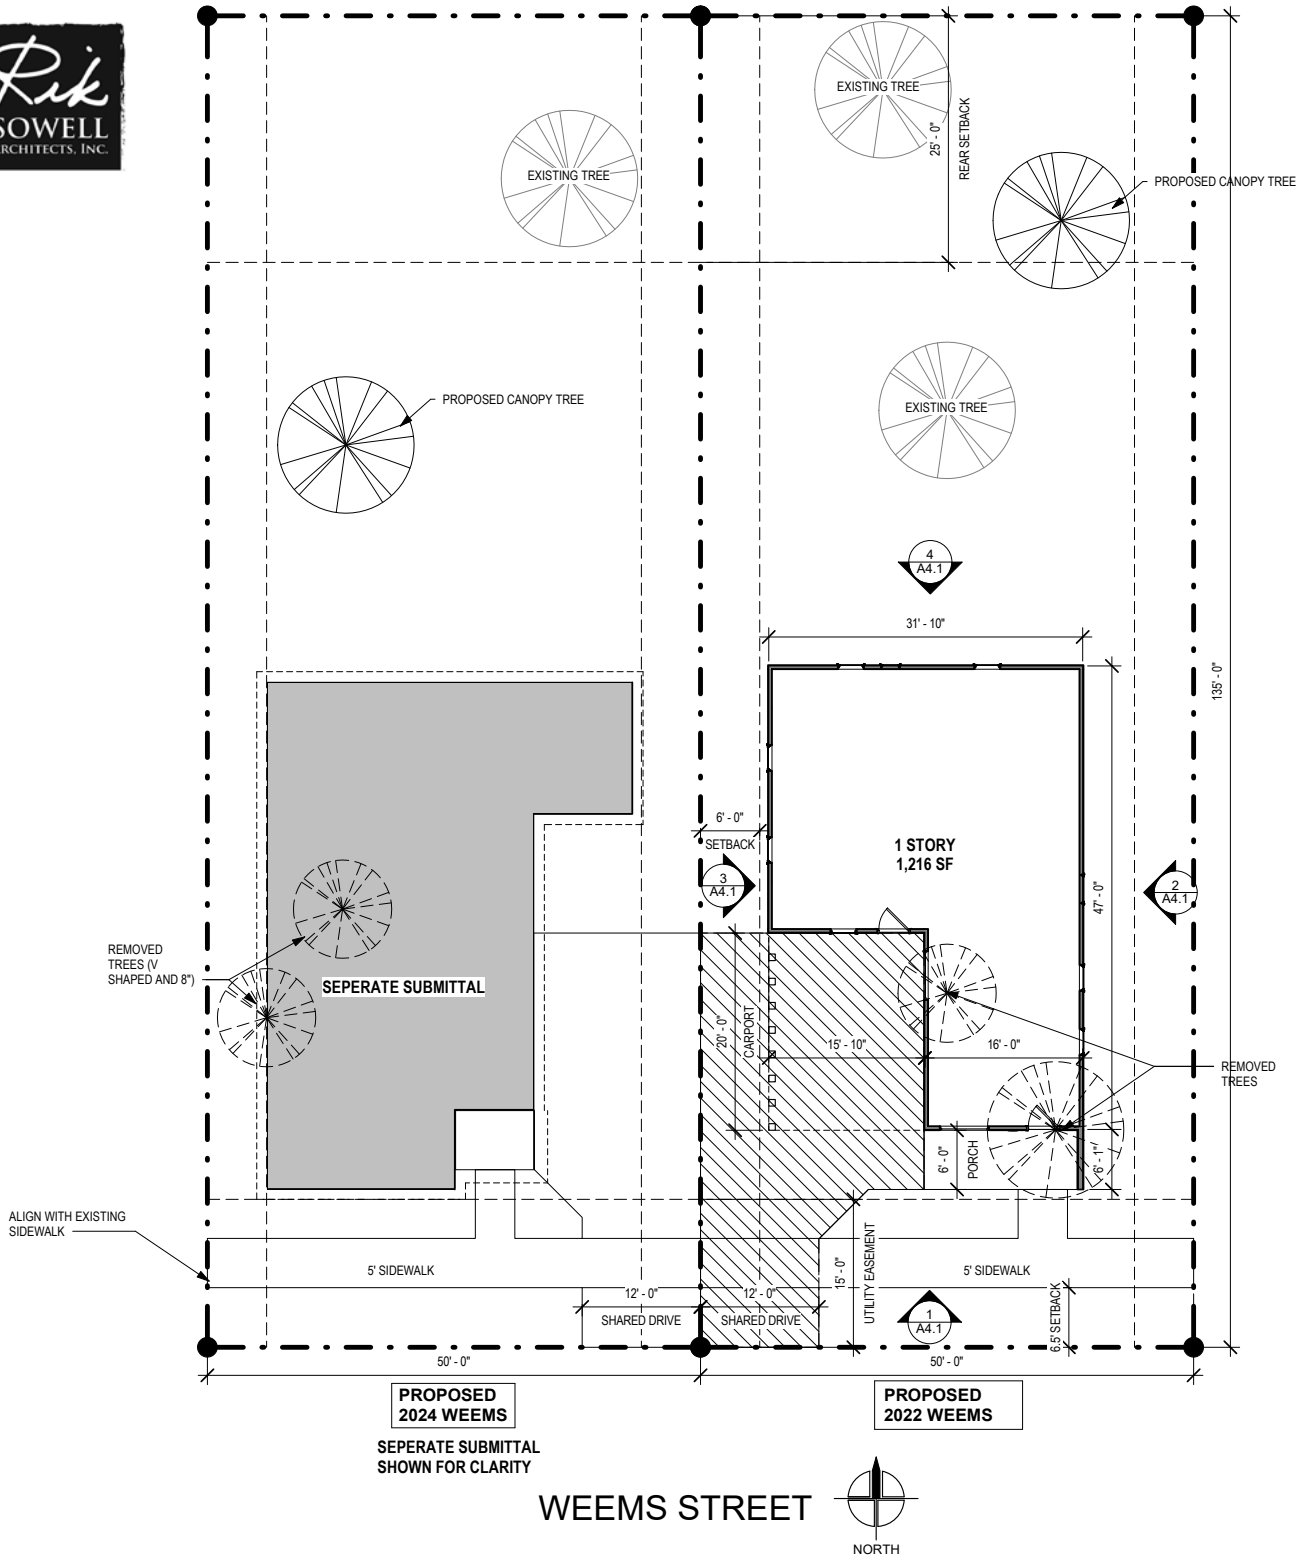 Rik
SOWELL
ARCHITECTS, INC.
EXISTING TREE
EXISTING TREE
25' - 0"
REAR SETBACK
PROPOSED CANOPY TREE
PROPOSED CANOPY TREE
EXISTING TREE
4
A4.1
31' - 10"
135' - 0"
6' - 0"
SETBACK
1 STORY
1,216 SF
3
A4.1
2
A4.1
47' - 0"
REMOVED
TREES (V
SHAPED AND 8")
SEPERATE SUBMITTAL
20' - 0"
CARPORT
15' - 10"
16' - 0"
REMOVED
TREES
6' - 0"
PORCH
6' - 1"
ALIGN WITH EXISTING
SIDEWALK
5' SIDEWALK
15' - 0"
UTILITY EASEMENT
5' SIDEWALK
12' - 0"
SHARED DRIVE
12' - 0"
SHARED DRIVE
1
A4.1
6.5' SETBACK
50' - 0"
50' - 0"
PROPOSED
2024 WEEMS
PROPOSED
2022 WEEMS
SEPERATE SUBMITTAL
SHOWN FOR CLARITY
WEEMS STREET
NORTH